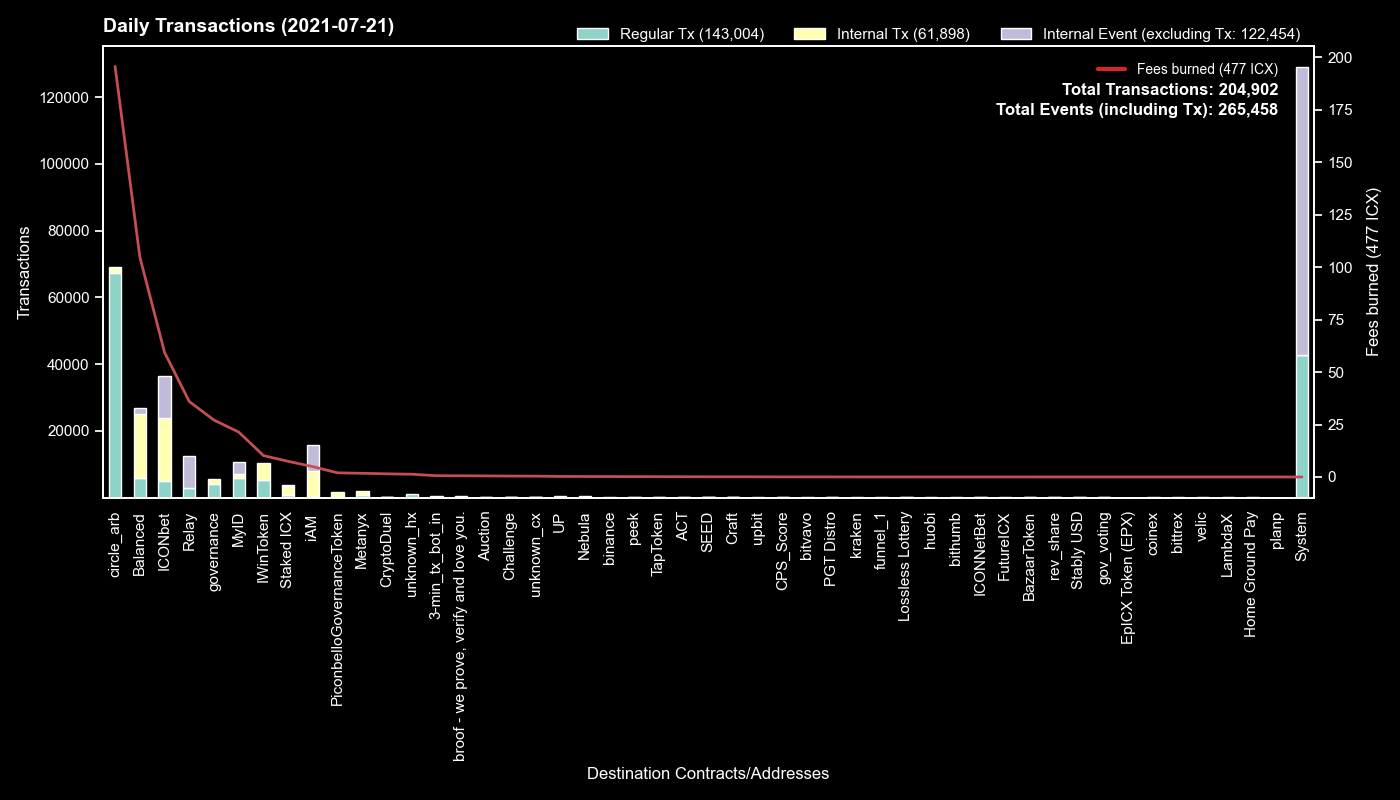 Daily Transactions (2021-07-21)
Regular Tx (143,004)
Internal Tx (61,898)
Internal Event (excluding Tx: 122,454)
Fees burned (477 ICX)
Total Transactions: 204,902
Total Events (including Tx): 265,458
Transactions
120000
100000
80000
60000
40000
20000
200
175
150
125
100
75
50
25
0
Fees burned (477 ICX)
circle_arb
Balanced
ICONbet
Relay
governance
MyID
IWinToken
Staked ICX
iAM
PiconbelloGovernanceToken
Metanyx
CryptoDuel
unknown_hx
3-min_tx_bot_in
broof - we prove, verify and love you.
Auction
Challenge
unknown_cx
UP
Nebula
binance
peek
TapToken
ACT
SEED
Craft
upbit
CPS_Score
bitvavo
PGT Distro
kraken
funnel_1
Lossless Lottery
huobi
bithumb
ICONNetBet
FutureICX
BazaarToken
rev_share
Stably USD
gov_voting
EpICX Token (EPX)
coinex
bittrex
velic
LambdaX
Home Ground Pay
planp
System
Destination Contracts/Addresses